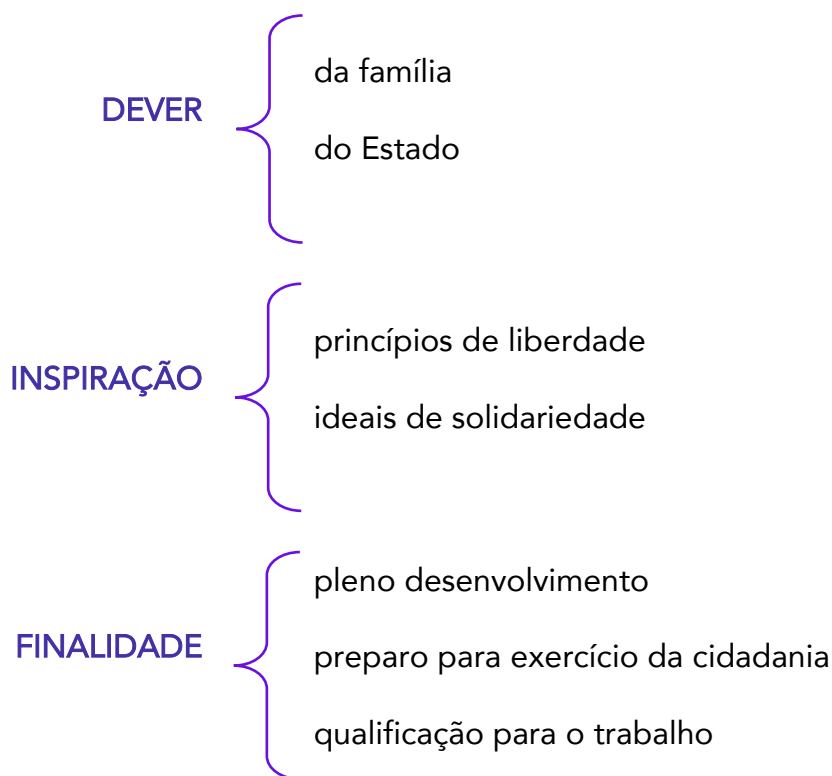 DEVER
da família
do Estado
INSPIRAÇÃO
princípios de liberdade
ideais de solidariedade
FINALIDADE
pleno desenvolvimento
preparo para exercício da cidadania
qualificação para o trabalho